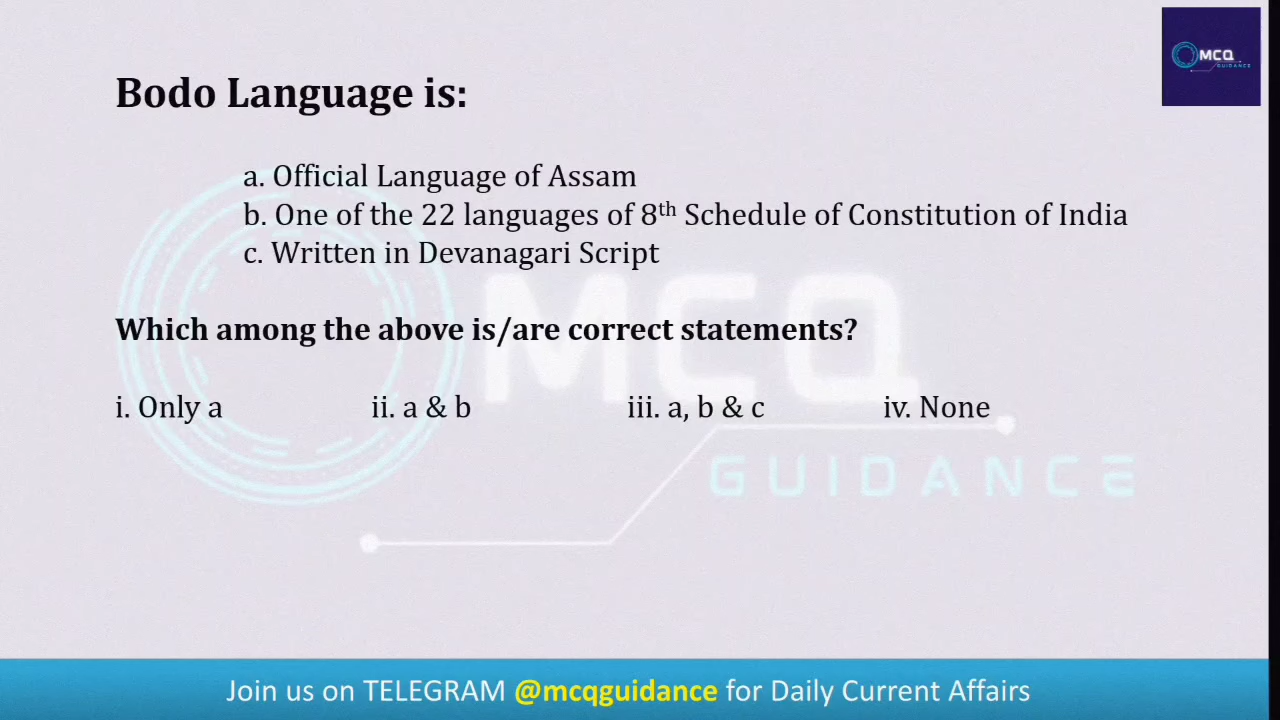 MCQ
GUIDANCE
Bodo Language is:
a. Official Language of Assam
b. One of the 22 languages of 8th Schedule of Constitution of India
c. Written in Devanagari Script
Which among the above is/are correct statements?
i. Only a ii. a & b iii. a, b & c iv. None
MCQ
GUIDANCE
Join us on TELEGRAM @mcqguidance for Daily Current Affairs